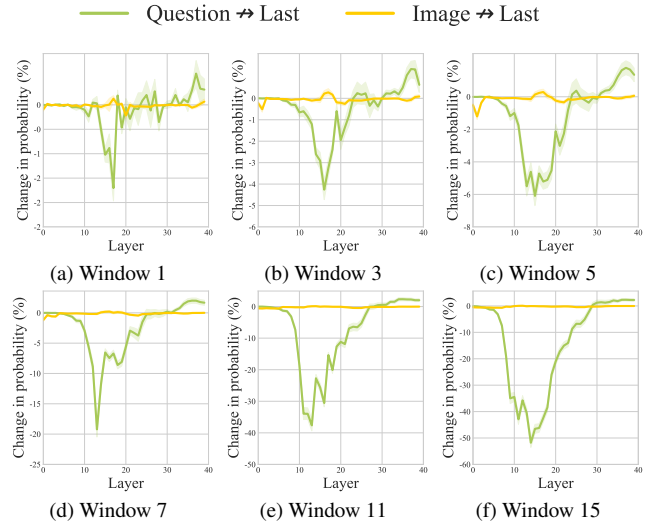 Question ↛ Last
Image ↛ Last
Change in probability (%)
0
-0
-1
-1
-2
-2
0 10 20 30 40
Layer
(a) Window 1
Change in probability (%)
0
-1
-2
-3
-4
-5
-6
0 10 20 30 40
Layer
(b) Window 3
Change in probability (%)
0
-2
-4
-6
-8
0 10 20 30 40
Layer
(c) Window 5
Change in probability (%)
0
-5
-10
-15
-20
-25
0 10 20 30 40
Layer
(d) Window 7
Change in probability (%)
0
-10
-20
-30
-40
-50
0 10 20 30 40
Layer
(e) Window 11
Change in probability (%)
0
-10
-20
-30
-40
-50
-60
0 10 20 30 40
Layer
(f) Window 15